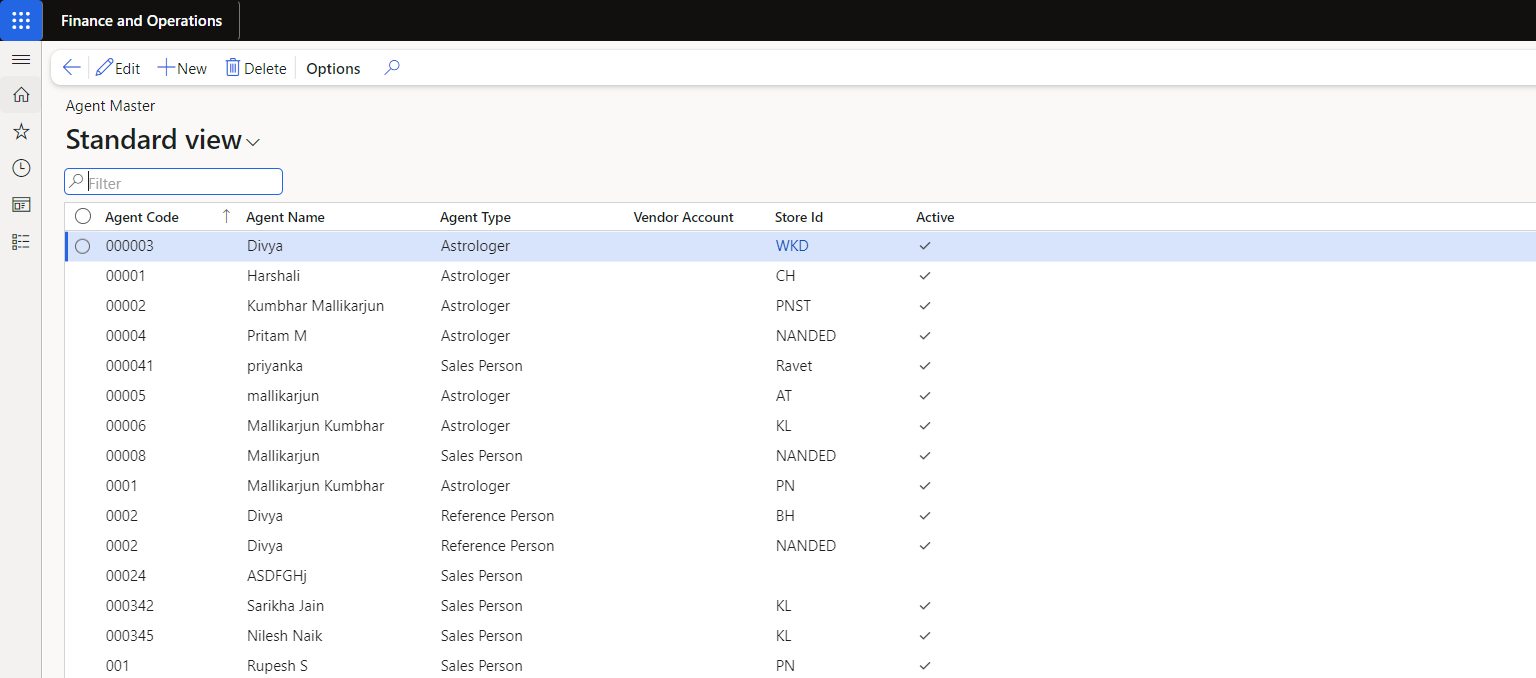 Finance and Operations
Edit New Delete Options
Agent Master
Standard view
Filter
Agent Code Agent Name Agent Type Vendor Account Store Id Active
000003 Divya Astrologer WKD
00001 Harshali Astrologer CH
00002 Kumbhar Mallikarjun Astrologer PNST
00004 Pritam M Astrologer NANDED
000041 priyanka Sales Person Ravet
00005 mallikarjun Astrologer AT
00006 Mallikarjun Kumbhar Astrologer KL
00008 Mallikarjun Sales Person NANDED
0001 Mallikarjun Kumbhar Astrologer PN
0002 Divya Reference Person BH
0002 Divya Reference Person NANDED
00024 ASDFGHj Sales Person
000342 Sarikha Jain Sales Person KL
000345 Nilesh Naik Sales Person KL
001 Rupesh S Sales Person PN